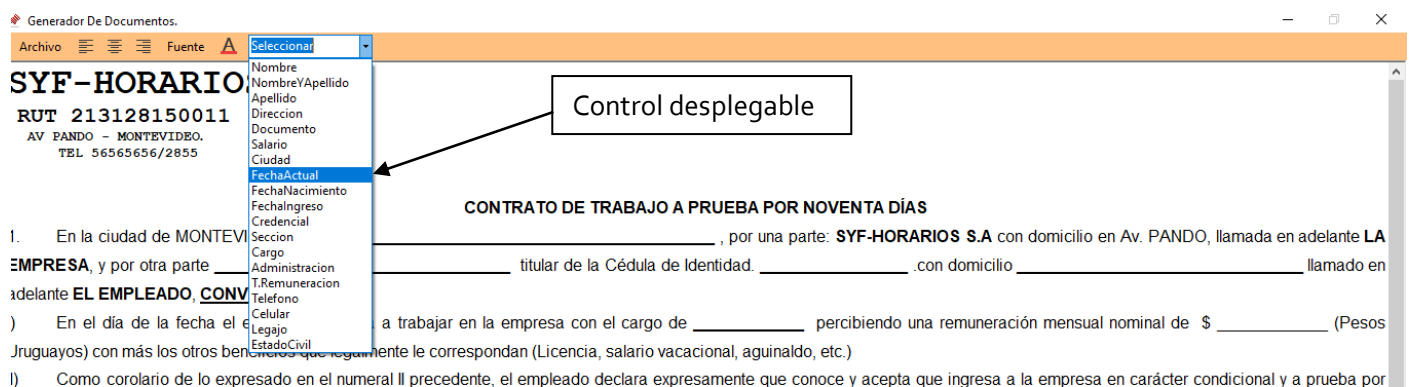 Generador De Documentos.
Archivo Fuente A Seleccionar
Nombre
NombreYApellido
Apellido
Direccion
Documento
Salario
Ciudad
FechaActual
FechaNacimiento
FechaIngreso
Credencial
Seccion
Cargo
Administracion
T.Remuneracion
Telefono
Celular
Legajo
EstadoCivil
Control desplegable
SYF-HORARIOS
RUT 213128150011
AV PANDO - MONTEVIDEO.
TEL 56565656/2855
CONTRATO DE TRABAJO A PRUEBA POR NOVENTA DÍAS
En la ciudad de MONTEVI , por una parte: SYF-HORARIOS S.A con domicilio en Av. PANDO, llamada en adelante LA
EMPRESA, y por otra parte titular de la Cédula de Identidad. .con domicilio llamado en
adelante EL EMPLEADO, CONV
) En el día de la fecha el e a trabajar en la empresa con el cargo de percibiendo una remuneración mensual nominal de $ (Pesos
Uruguayos) con más los otros beneficios que legalmente le correspondan (Licencia, salario vacacional, aguinaldo, etc.)
I) Como corolario de lo expresado en el numeral II precedente, el empleado declara expresamente que conoce y acepta que ingresa a la empresa en carácter condicional y a prueba por